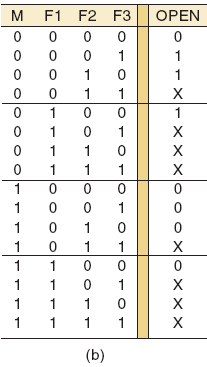 M F1 F2 F3 OPEN
0 0 0 0 0
0 0 0 1 1
0 0 1 0 1
0 0 1 1 X
0 1 0 0 1
0 1 0 1 X
0 1 1 0 X
0 1 1 1 X
1 0 0 0 0
1 0 0 1 0
1 0 1 0 0
1 0 1 1 X
1 1 0 0 0
1 1 0 1 X
1 1 1 0 X
1 1 1 1 X
(b)